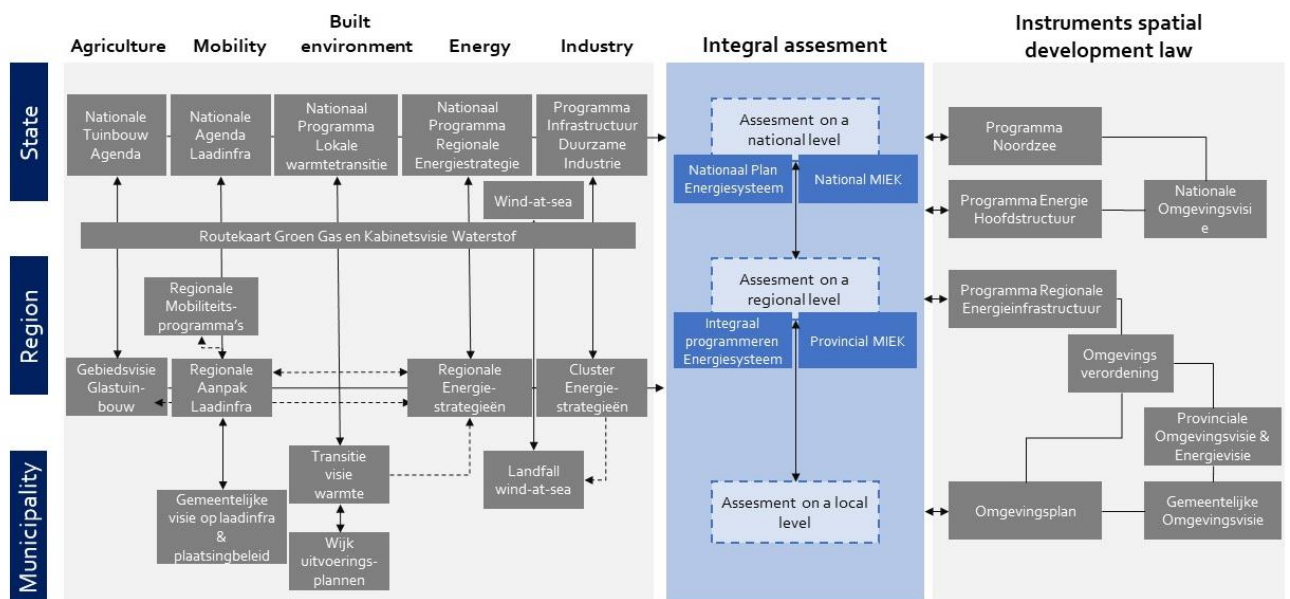 Agriculture
Mobility
Built
environment
Energy
Industry
Integral assesment
Instruments spatial
development law
State
Nationale
Tuinbouw
Agenda
Nationale
Agenda
Laadinfra
Nationaal
Programma
Lokale
warmtetransitie
Nationaal
Programma
Regionale
Energiestrategie
Programma
Infrastructuur
Duurzame
Industrie
Wind-at-sea
Routekaart Groen Gas en Kabinetsvisie Waterstof
Assesment on a
national level
Nationaal Plan
Energiesysteem
National MIEK
Programma
Noordzee
Programma Energie
Hoofdstructuur
Nationale
Omgevingsvisi
e
Region
Regionale
Mobiliteits-
programma's
Gebiedsvisie
Glastuin-
bouw
Regionale
Aanpak
Laadinfra
Regionale
Energie-
strategieën
Cluster
Energie-
strategieën
Assesment on a
regional level
Integraal
programmeren
Energiesysteem
Provincial MIEK
Programma Regionale
Energieinfrastructuur
Omgevings
verordening
Provinciale
Omgevingsvisie &
Energievisie
Municipality
Transitie
visie
warmte
Landfall
wind-at-sea
Gemeentelijke
visie op laadinfra
&
plaatsingbeleid
Wijk
uitvoerings-
plannen
Assesment on a local
level
Omgevingsplan
Gemeentelijke
Omgevingsvisie